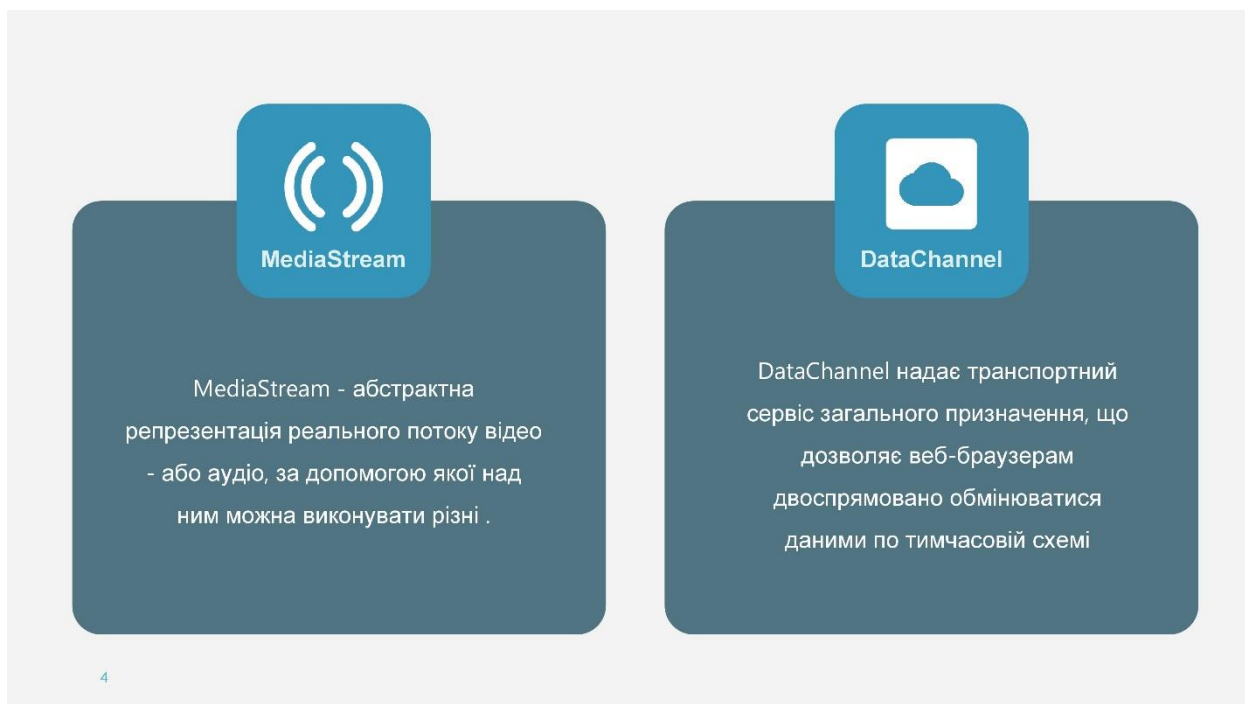 MediaStream
MediaStream - абстрактна
репрезентація реального потоку відео
- або аудіо, за допомогою якої над
ним можна виконувати різні .
DataChannel
DataChannel надає транспортний
сервіс загального призначення, що
дозволяє веб-браузерам
двоспрямовано обмінюватися
даними по тимчасовій схемі
4